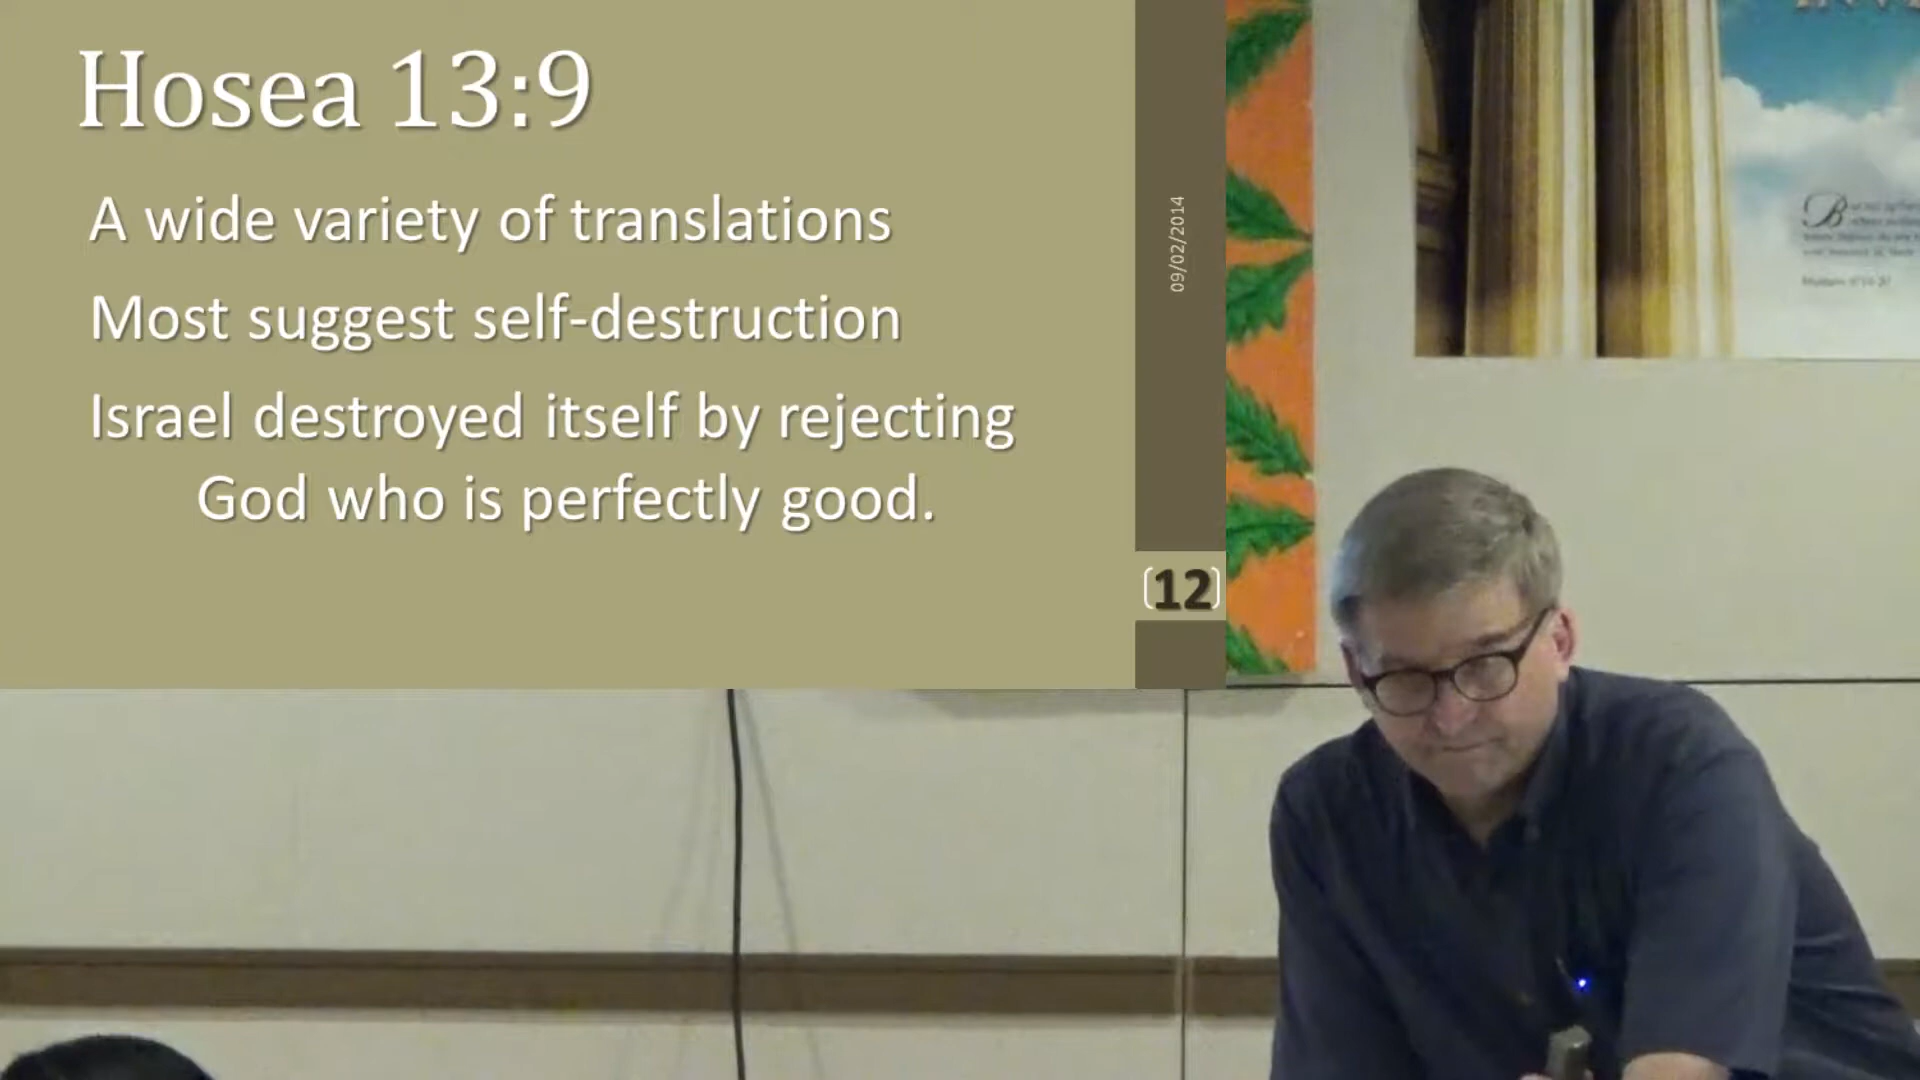 Hosea 13:9
A wide variety of translations
Most suggest self-destruction
Israel destroyed itself by rejecting
God who is perfectly good.
09/02/2014
12